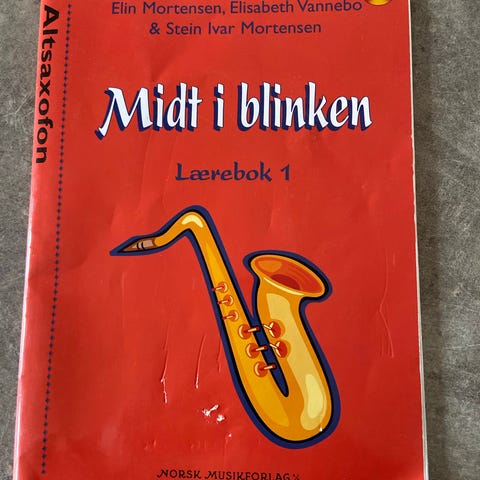 Elin Mortensen, Elisabeth Vannebo
& Stein Ivar Mortensen
Altsaxofon
Midt i blinken
Lærebok 1
NORSK MUSIKFORLAG A/S